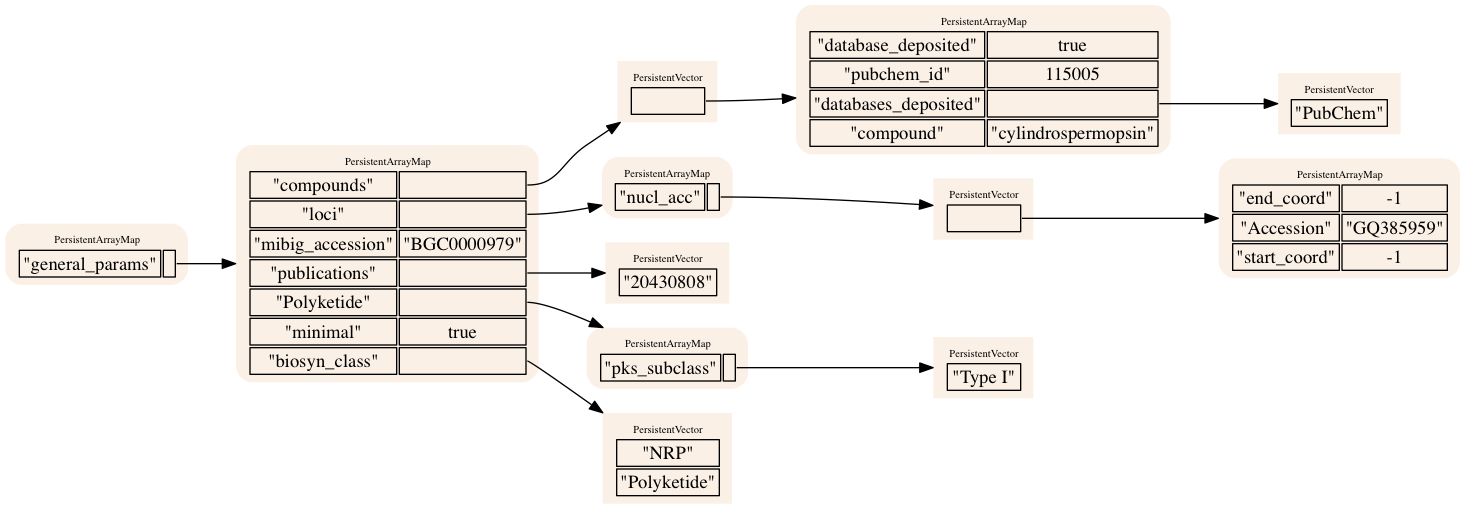 PersistentArrayMap
"general_params"
PersistentArrayMap
"compounds"
"loci"
"mibig_accession" "BGC0000979"
"publications"
"Polyketide"
"minimal" true
"biosyn_class"
PersistentVector
PersistentArrayMap
"database_deposited" true
"pubchem_id" 115005
"databases_deposited"
"compound" "cylindrospermopsin"
PersistentVector
"PubChem"
PersistentArrayMap
"nucl_acc"
PersistentVector
PersistentArrayMap
"end_coord" -1
"Accession" "GQ385959"
"start_coord" -1
PersistentVector
"20430808"
PersistentArrayMap
"pks_subclass"
PersistentVector
"Type I"
PersistentVector
"NRP"
"Polyketide"